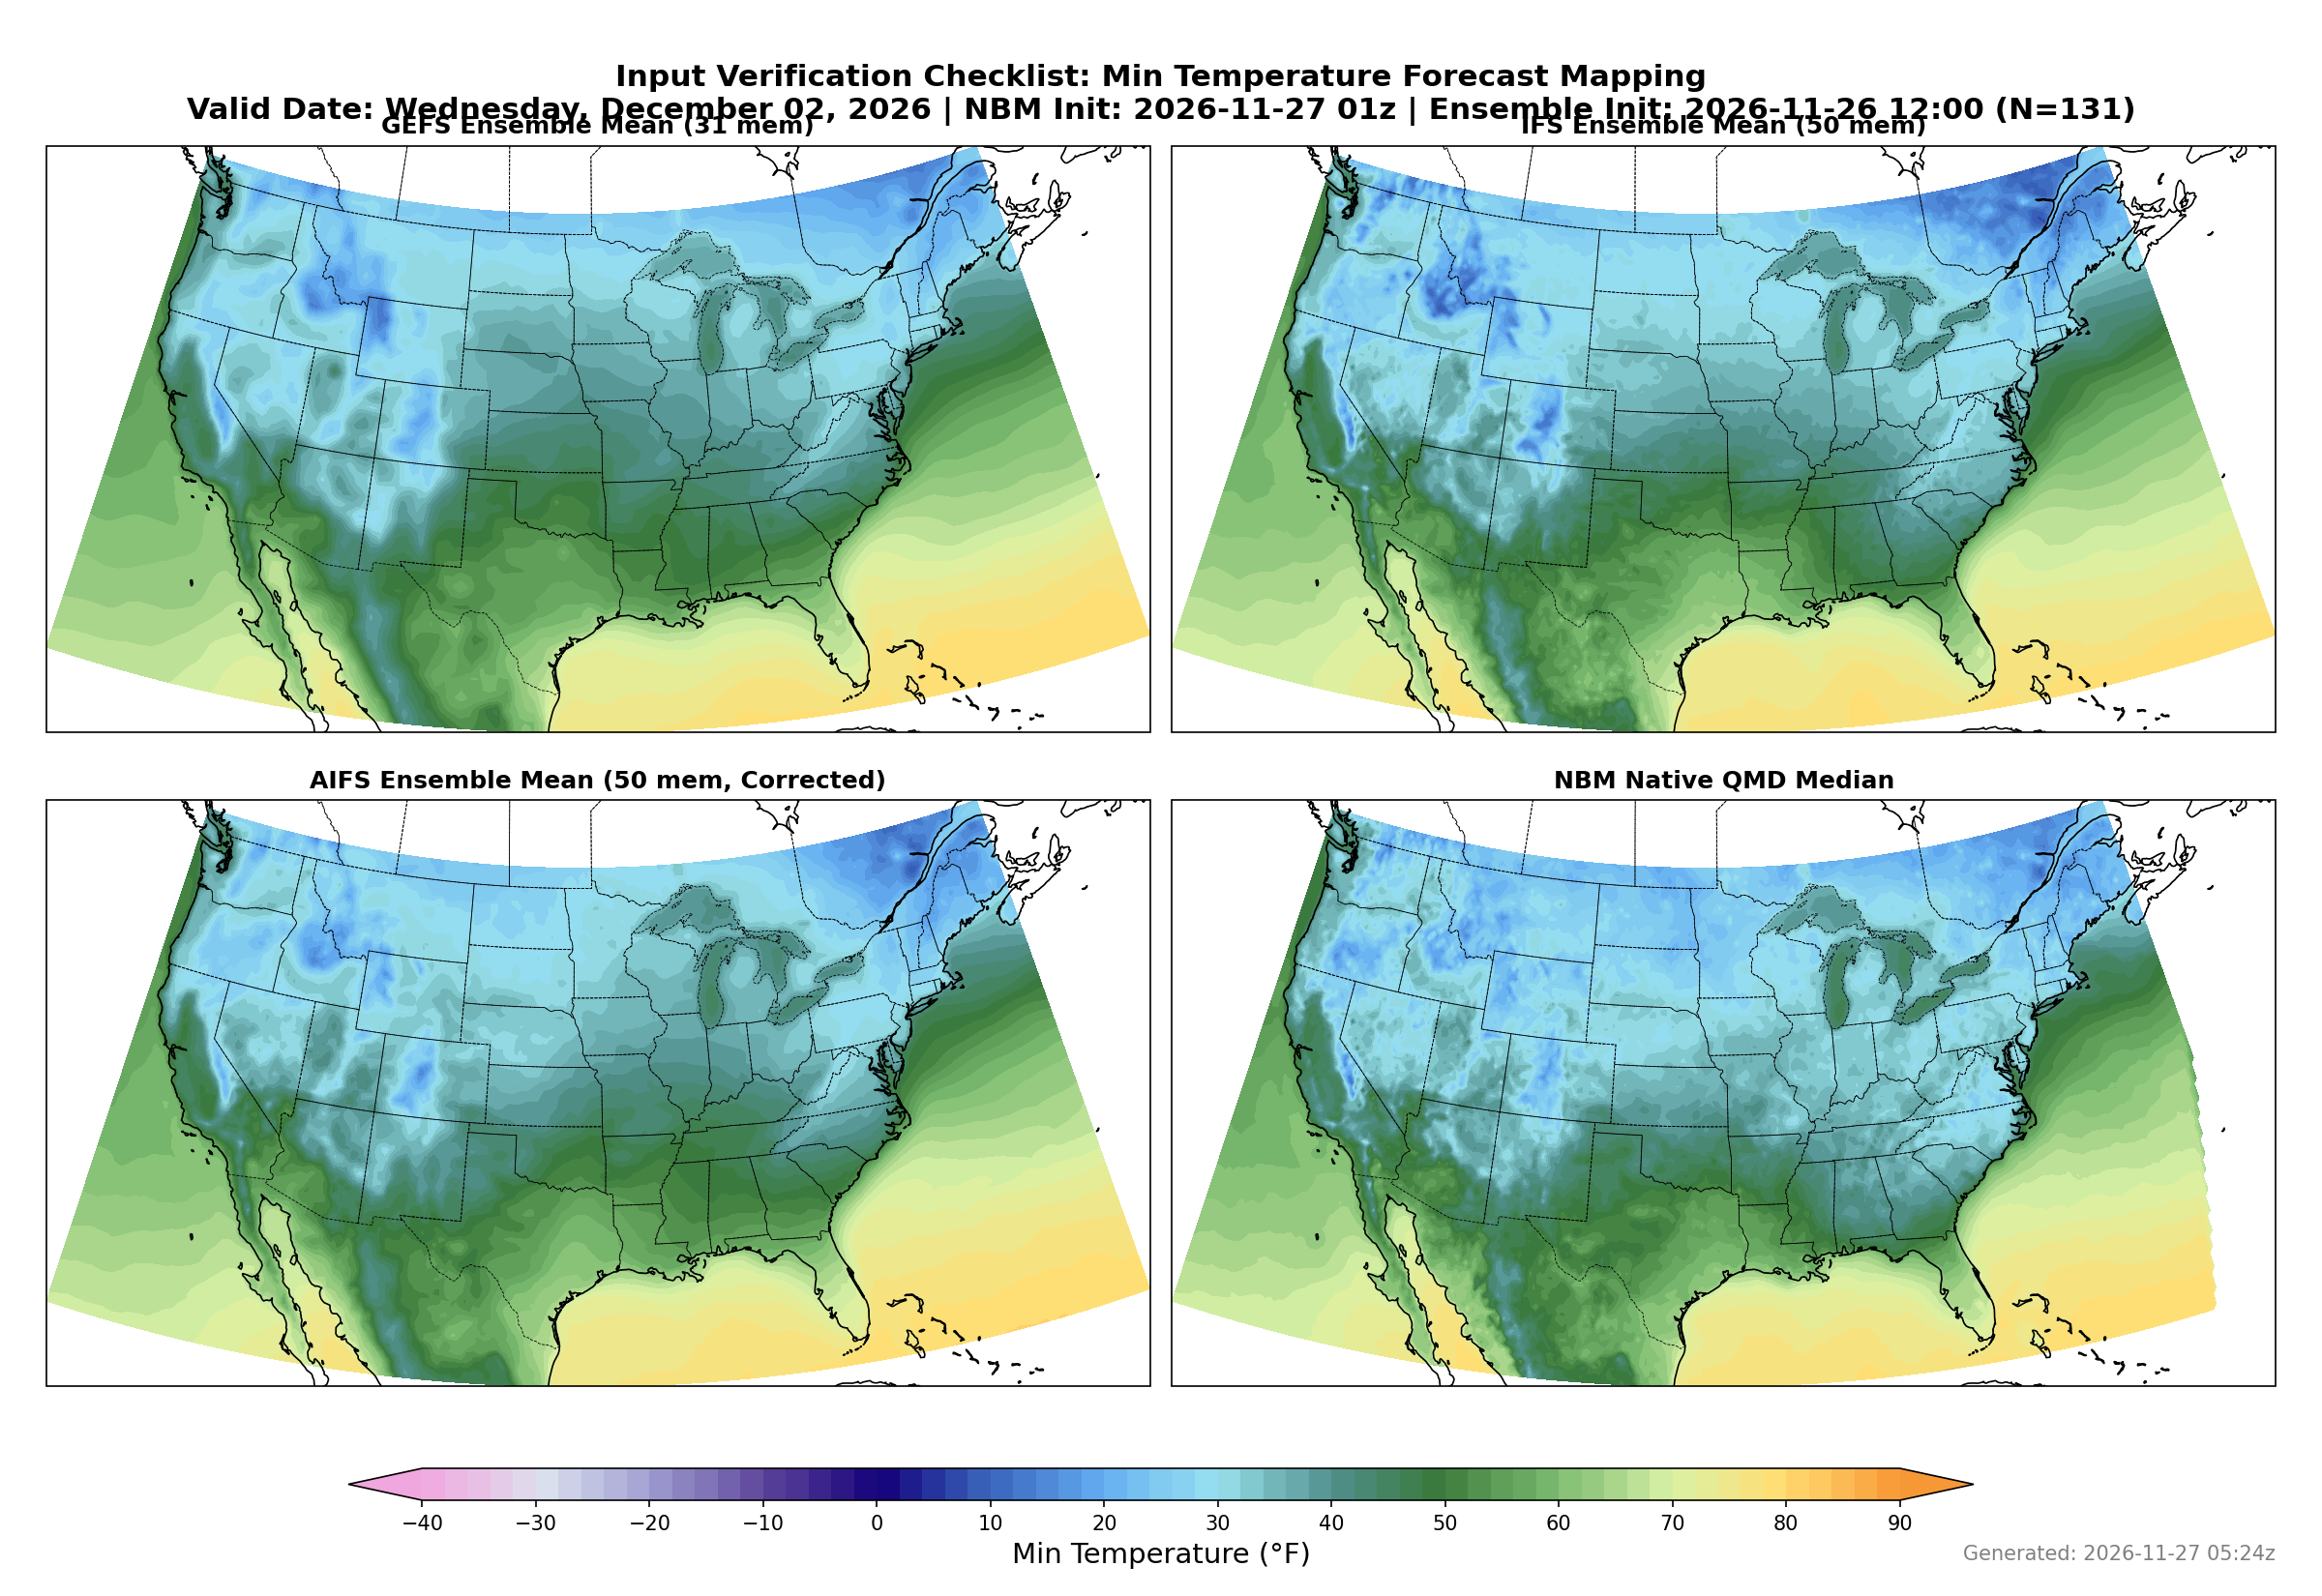 Input Verification Checklist: Min Temperature Forecast Mapping
Valid Date: Wednesday, December 02, 2026 | NBM Init: 2026-11-27 01z | Ensemble Init: 2026-11-26 12:00 (N=131)
GEFS Ensemble Mean (31 mem)
IFS Ensemble Mean (50 mem)
AIFS Ensemble Mean (50 mem, Corrected)
NBM Native QMD Median
−40 −30 −20 −10 0 10 20 30 40 50 60 70 80 90
Min Temperature (°F)
Generated: 2026-11-27 05:24z